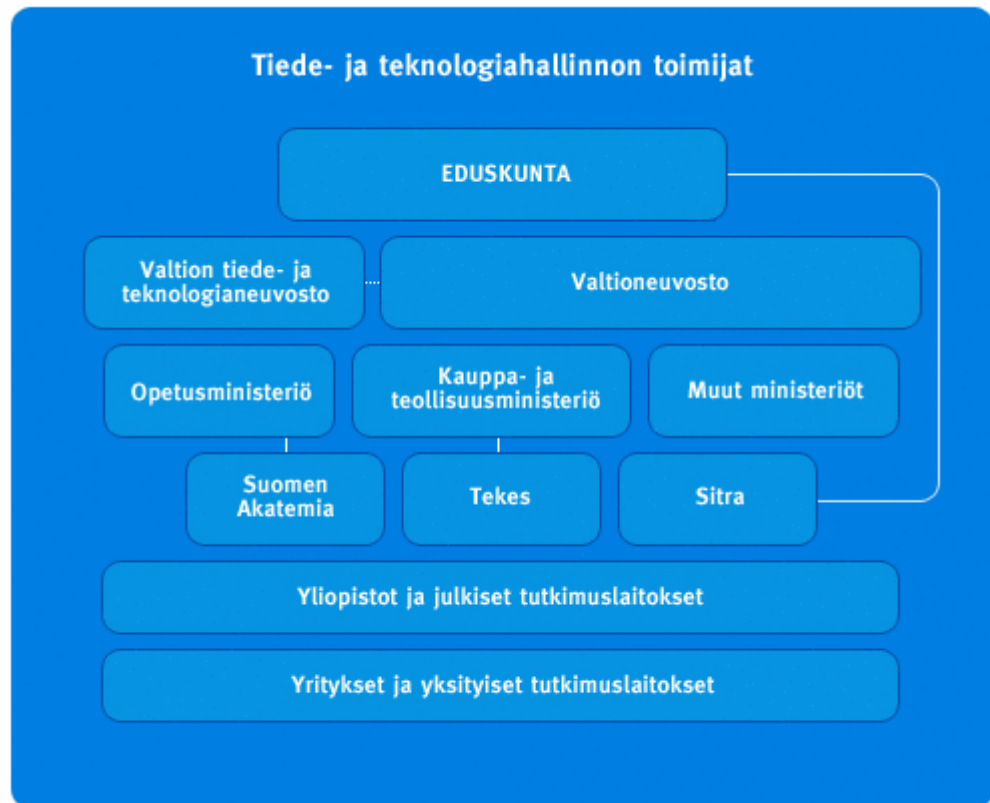 Tiede- ja teknologiahallinnon toimijat
EDUSKUNTA
Valtion tiede- ja
teknologianeuvosto
Valtioneuvosto
Opetusministeriö
Kauppa- ja
teollisuusministeriö
Muut ministeriöt
Suomen
Akatemia
Tekes
Sitra
Yliopistot ja julkiset tutkimuslaitokset
Yritykset ja yksityiset tutkimuslaitokset